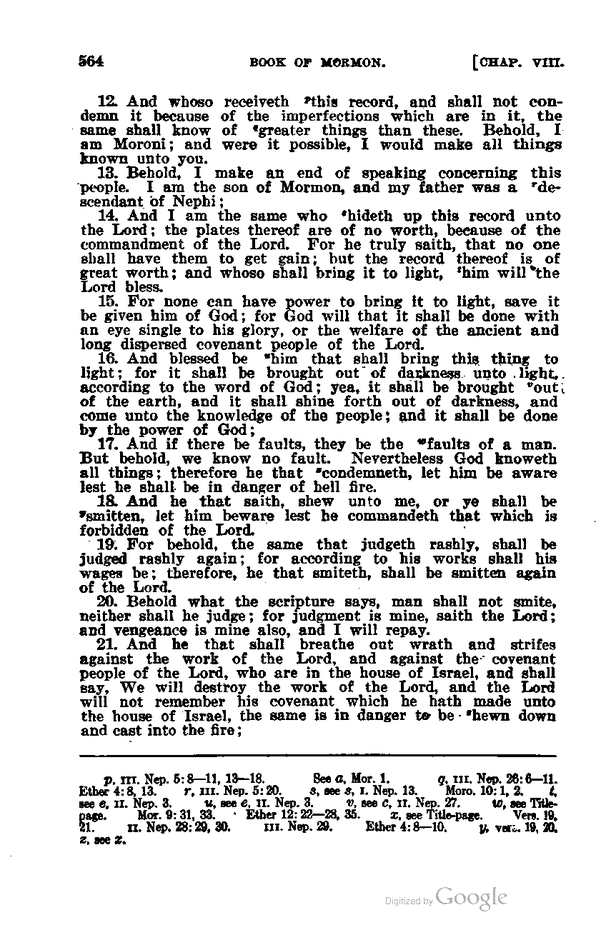 564 BOOK OF MORMON. [CHAP. VIII.
12. And whoso receiveth ᵖthis record, and shall not con-
demn it because of the imperfections which are in it, the
same shall know of ᵍgreater things than these. Behold, I
am Moroni; and were it possible, I would make all things
known unto you.
13. Behold, I make an end of speaking concerning this
people. I am the son of Mormon, and my father was a ʳde-
scendant of Nephi;
14. And I am the same who ˢhideth up this record unto
the Lord; the plates thereof are of no worth, because of the
commandment of the Lord. For he truly saith, that no one
shall have them to get gain; but the record thereof is of
great worth; and whoso shall bring it to light, ᵗhim will the
Lord bless.
15. For none can have power to bring it to light, save it
be given him of God; for God will that it shall be done with
an eye single to his glory, or the welfare of the ancient and
long dispersed covenant people of the Lord.
16. And blessed be ᵘhim that shall bring this thing to
light; for it shall be brought out of darkness unto light,
according to the word of God; yea, it shall be brought ᵛout
of the earth, and it shall shine forth out of darkness, and
come unto the knowledge of the people; and it shall be done
by the power of God;
17. And if there be faults, they be the ʷfaults of a man.
But behold, we know no fault. Nevertheless God knoweth
all things; therefore he that ˣcondemneth, let him be aware
lest he shall be in danger of hell fire.
18. And he that saith, shew unto me, or ye shall be
ʸsmitten, let him beware lest he commandeth that which is
forbidden of the Lord.
19. For behold, the same that judgeth rashly, shall be
judged rashly again; for according to his works shall his
wages be; therefore, he that smiteth, shall be smitten again
of the Lord.
20. Behold what the scripture says, man shall not smite,
neither shall he judge; for judgment is mine, saith the Lord;
and vengeance is mine also, and I will repay.
21. And he that shall breathe out wrath and strifes
against the work of the Lord, and against the covenant
people of the Lord, who are in the house of Israel, and shall
say, We will destroy the work of the Lord, and the Lord
will not remember his covenant which he hath made unto
the house of Israel, the same is in danger to be ᶻhewn down
and cast into the fire;
p, III. Nep. 5:8—11, 13—18. See a, Mor. 1. q, III. Nep. 26:6—11.
Ether 4:8, 13. r, III. Nep. 5:20. s, see s, I. Nep. 13. Moro. 10:1, 2. t,
see e, II. Nep. 3. u, see e, II. Nep. 3. v, see c, II. Nep. 27. w, see Title-
page. Mor. 9:31, 33. Ether 12:22—28, 35. x, see Title-page. Vers. 19,
21. II. Nep. 28:29, 30. III. Nep. 29. Ether 4:8—10. y, vers. 19, 20.
z, see x.
Digitized by Google